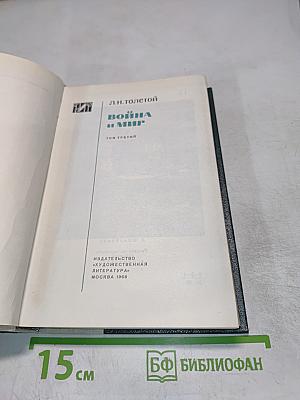 Л.Н.ТОЛСТОЙ
ВОЙНА
и МИР
ТОМ ТРЕТИЙ
ИЗДАТЕЛЬСТВО
«ХУДОЖЕСТВЕННАЯ
ЛИТЕРАТУРА»
МОСКВА 1968
15 см
БФ БИБЛИОФАН